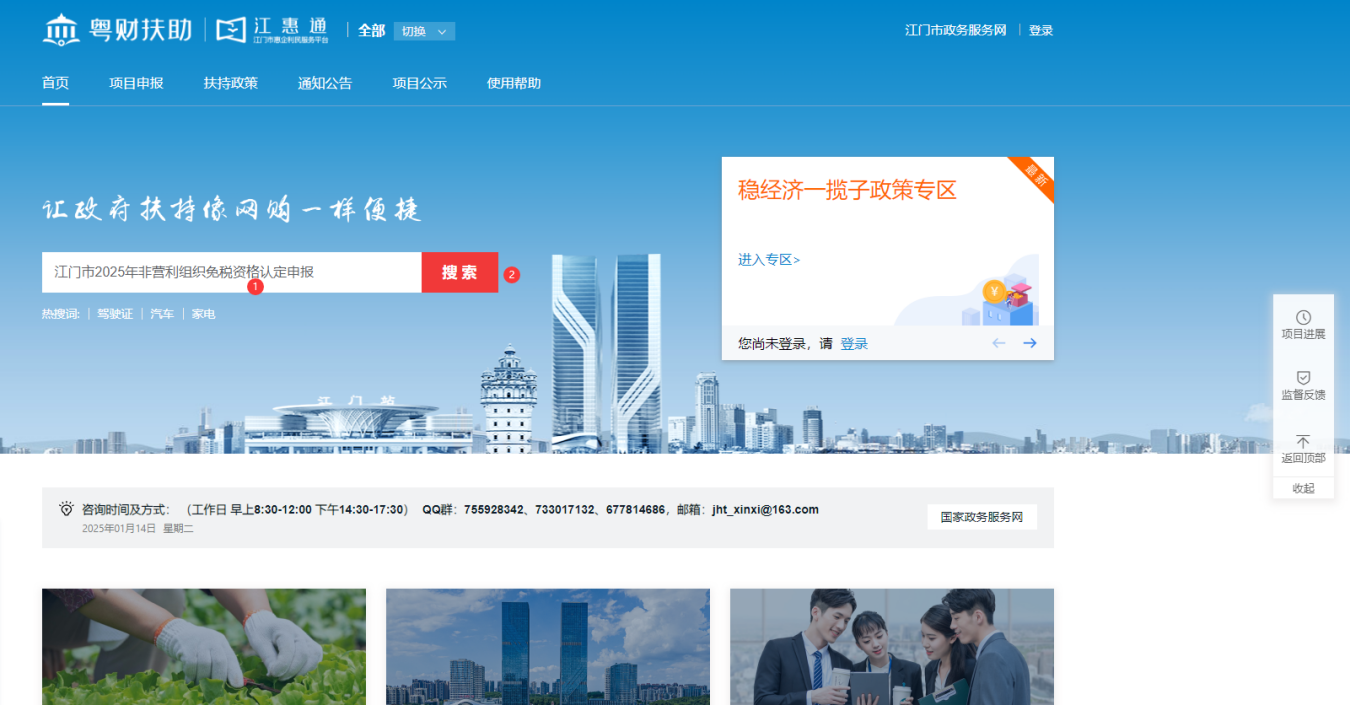 粤财扶助 江惠通 全部 切换 江门市政务服务网 登录
江门市惠企利民服务平台
首页 项目申报 扶持政策 通知公告 项目公示 使用帮助
最新
稳经济一揽子政策专区
让政府扶持像网购一样便捷
进入专区>
江门市2025年非营利组织免税资格认定申报 搜索 2
1
热搜词: 驾驶证 汽车 家电
¥
您尚未登录，请 登录
项目进展
监督反馈
返回顶部
收起
江门站
咨询时间及方式： （工作日 早上8:30-12:00 下午14:30-17:30） QQ群：755928342、733017132、677814686，邮箱：jht_xinxi@163.com
国家政务服务网
2025年01月14日 星期二